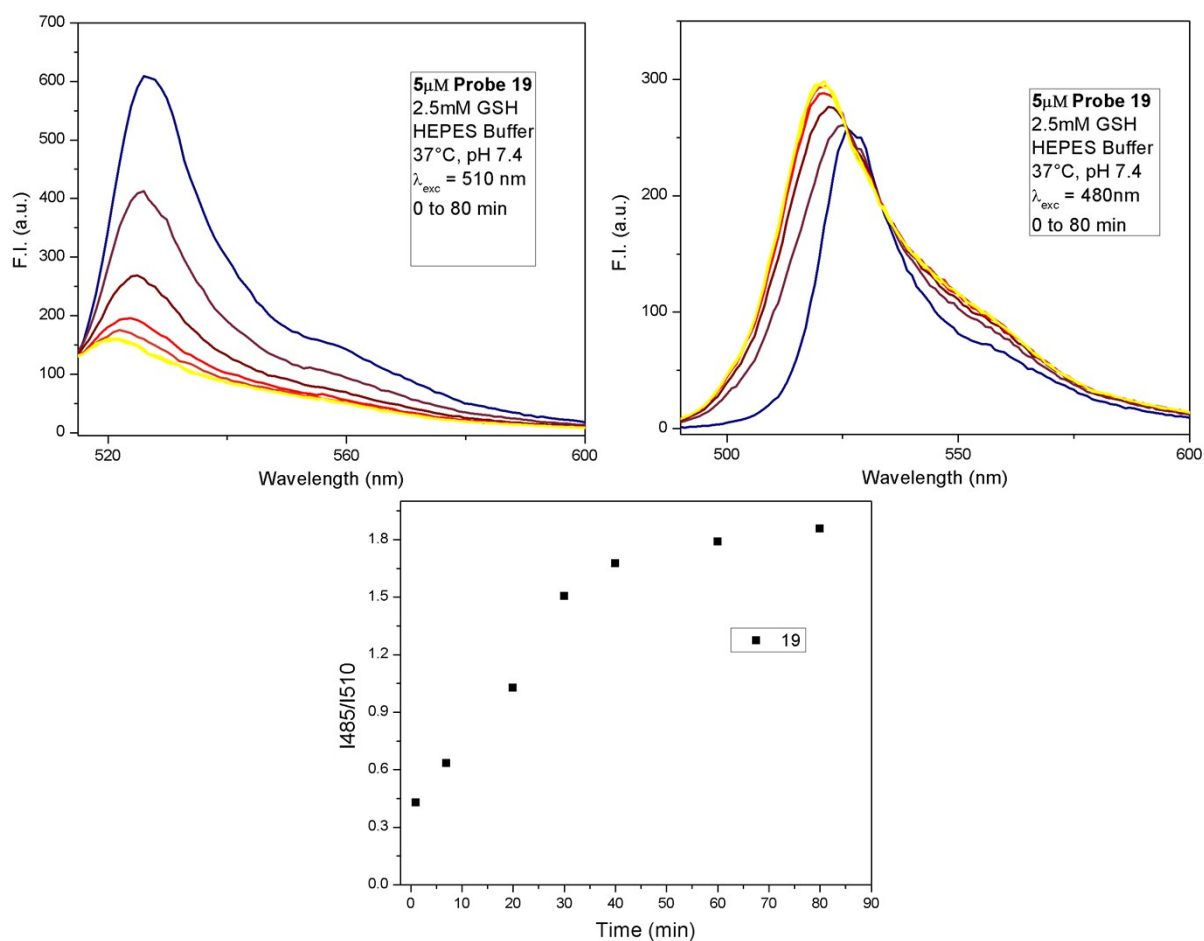 700
600
500
400
300
200
100
0
F.I. (a.u.)
520
560
600
Wavelength (nm)
5μM Probe 19
2.5mM GSH
HEPES Buffer
37°C, pH 7.4
λexc = 510 nm
0 to 80 min
300
200
100
0
F.I. (a.u.)
500
550
600
Wavelength (nm)
5μM Probe 19
2.5mM GSH
HEPES Buffer
37°C, pH 7.4
λexc = 480nm
0 to 80 min
1.8
1.5
1.2
0.9
0.6
0.3
0.0
I485/I510
19
0 10 20 30 40 50 60 70 80 90
Time (min)